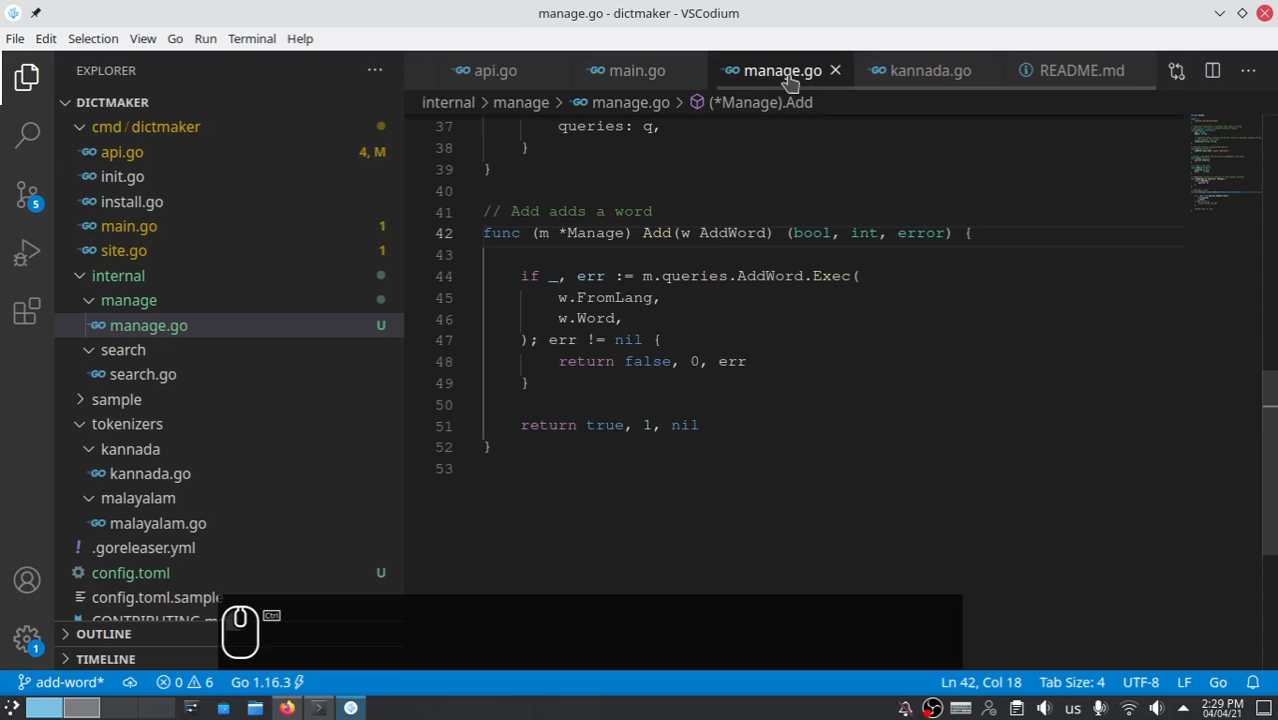 manage.go - dictmaker - VSCodium
File Edit Selection View Go Run Terminal Help
EXPLORER
DICTMAKER
cmd / dictmaker
api.go 4, M
init.go
install.go
main.go 1
site.go 1
internal
manage
manage.go U
search
search.go
sample
tokenizers
kannada
kannada.go
malayalam
malayalam.go
.goreleaser.yml
config.toml U
config.toml.sample
OUTLINE
TIMELINE
5
1
api.go main.go manage.go kannada.go README.md
internal > manage > manage.go > (*Manage).Add
37 queries: q,
38 }
39 }
40
41 // Add adds a word
42 func (m *Manage) Add(w AddWord) (bool, int, error) {
43
44 if _, err := m.queries.AddWord.Exec(
45 w.FromLang,
46 w.Word,
47 ); err != nil {
48 return false, 0, err
49 }
50
51 return true, 1, nil
52 }
53
Ctrl
add-word* 0 6 Go 1.16.3 Ln 42, Col 18 Tab Size: 4 UTF-8 LF Go
us 2:29 PM
04/04/21